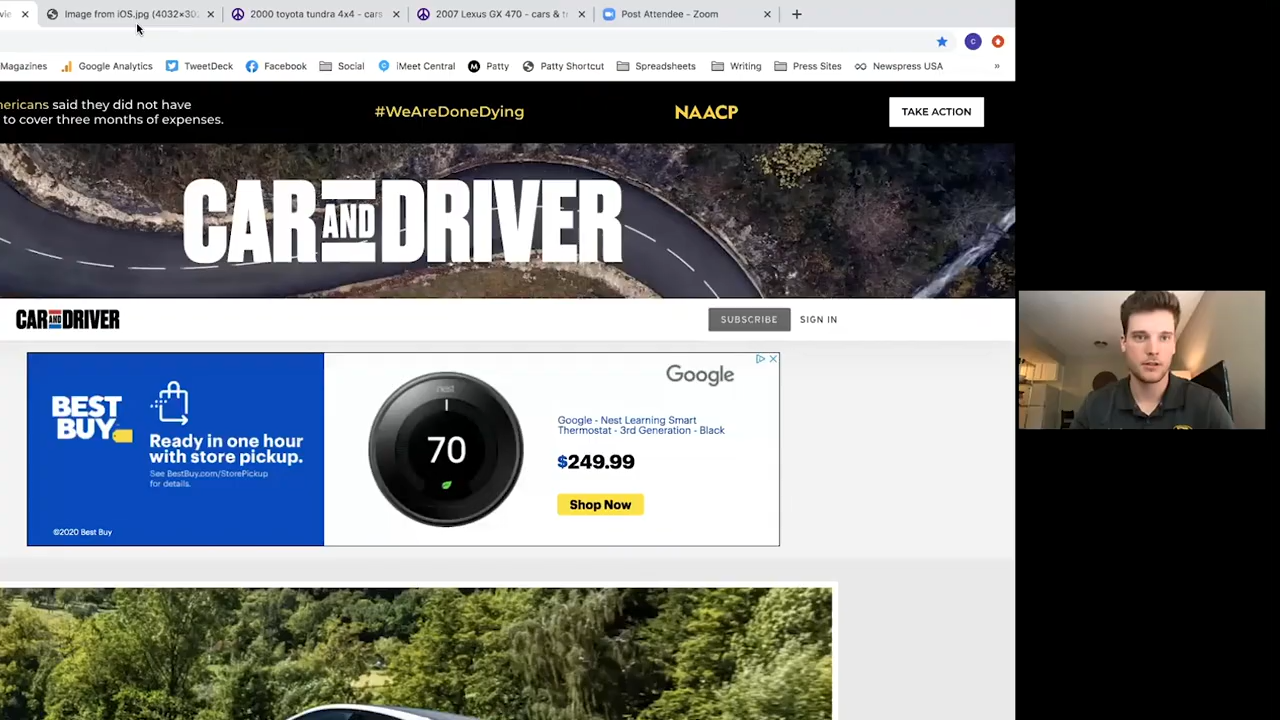 Image from iOS.jpg (4032×30
2000 toyota tundra 4x4 - cars
2007 Lexus GX 470 - cars & t
Post Attendee - Zoom
C
Magazines
Google Analytics
TweetDeck
Facebook
Social
iMeet Central
M
Patty
Patty Shortcut
Spreadsheets
Writing
Press Sites
Newspress USA
»
mericans said they did not have
to cover three months of expenses.
#WeAreDoneDying
NAACP
TAKE ACTION
CAR AND DRIVER
CAR AND DRIVER
SUBSCRIBE
SIGN IN
BEST
BUY
Ready in one hour
with store pickup.
See BestBuy.com/StorePickup
for details.
©2020 Best Buy
nest
70
Google
Google - Nest Learning Smart
Thermostat - 3rd Generation - Black
$249.99
Shop Now